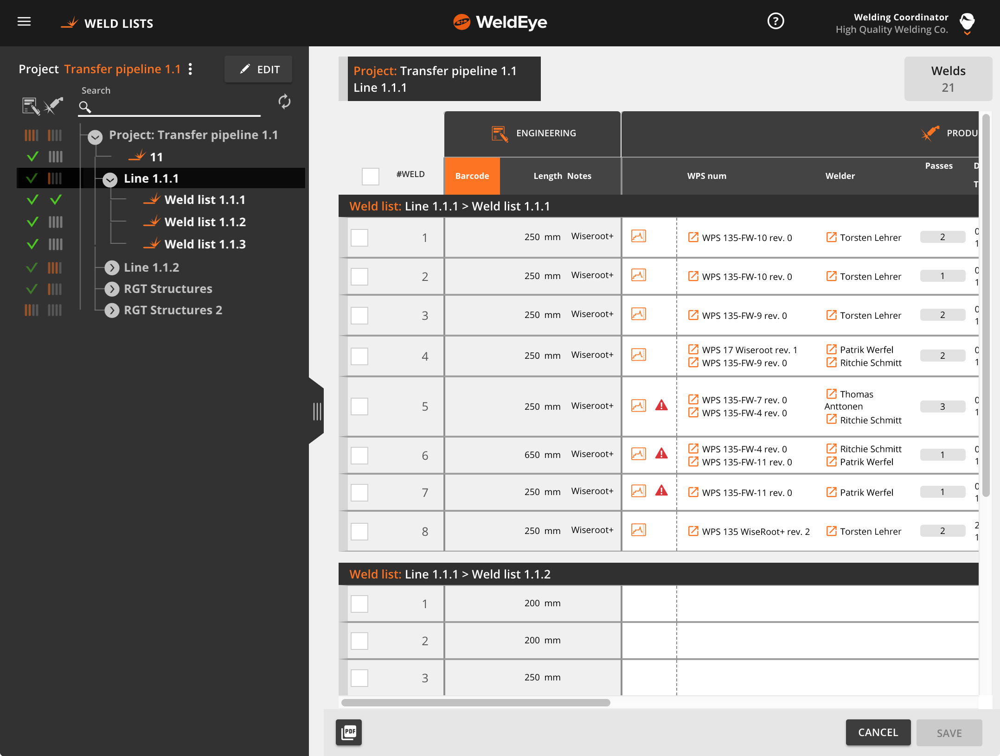 WELD LISTS
WeldEye
?
Welding Coordinator
High Quality Welding Co.
Project Transfer pipeline 1.1
EDIT
Search
Project: Transfer pipeline 1.1
11
Line 1.1.1
Weld list 1.1.1
Weld list 1.1.2
Weld list 1.1.3
Line 1.1.2
RGT Structures
RGT Structures 2
Project: Transfer pipeline 1.1
Line 1.1.1
Welds
21
ENGINEERING
PRODU
#WELD
Barcode
Length Notes
WPS num
Welder
Passes
D
T
Weld list: Line 1.1.1 > Weld list 1.1.1
1 250 mm Wiseroot+ WPS 135-FW-10 rev. 0 Torsten Lehrer 2 0
1
2 250 mm Wiseroot+ WPS 135-FW-10 rev. 0 Torsten Lehrer 1 0
1
3 250 mm Wiseroot+ WPS 135-FW-9 rev. 0 Torsten Lehrer 2 0
1
4 250 mm Wiseroot+ WPS 17 Wiseroot rev. 1 Patrik Werfel 2 0
WPS 135-FW-9 rev. 0 Ritchie Schmitt 1
5 250 mm Wiseroot+ WPS 135-FW-7 rev. 0 Thomas
Anttonen 3 0
WPS 135-FW-4 rev. 0 Ritchie Schmitt 1
6 650 mm Wiseroot+ WPS 135-FW-4 rev. 0 Ritchie Schmitt 1 0
WPS 135-FW-11 rev. 0 Patrik Werfel 1
7 250 mm Wiseroot+ WPS 135-FW-11 rev. 0 Patrik Werfel 1 0
1
8 250 mm Wiseroot+ WPS 135 WiseRoot+ rev. 2 Torsten Lehrer 2 2
1
Weld list: Line 1.1.1 > Weld list 1.1.2
1 200 mm
2 200 mm
3 250 mm
PDF
CANCEL
SAVE